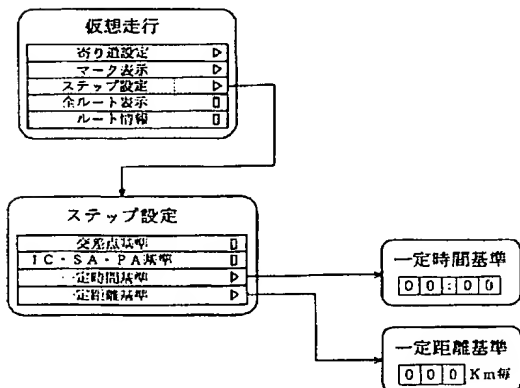 仮想走行
寄り道設定
マーク表示
ステップ設定
全ルート表示
ルート情報
ステップ設定
交差点基準
IC・SA・PA基準
一定時間基準
一定距離基準
一定時間基準
00:00
一定距離基準
000Km毎